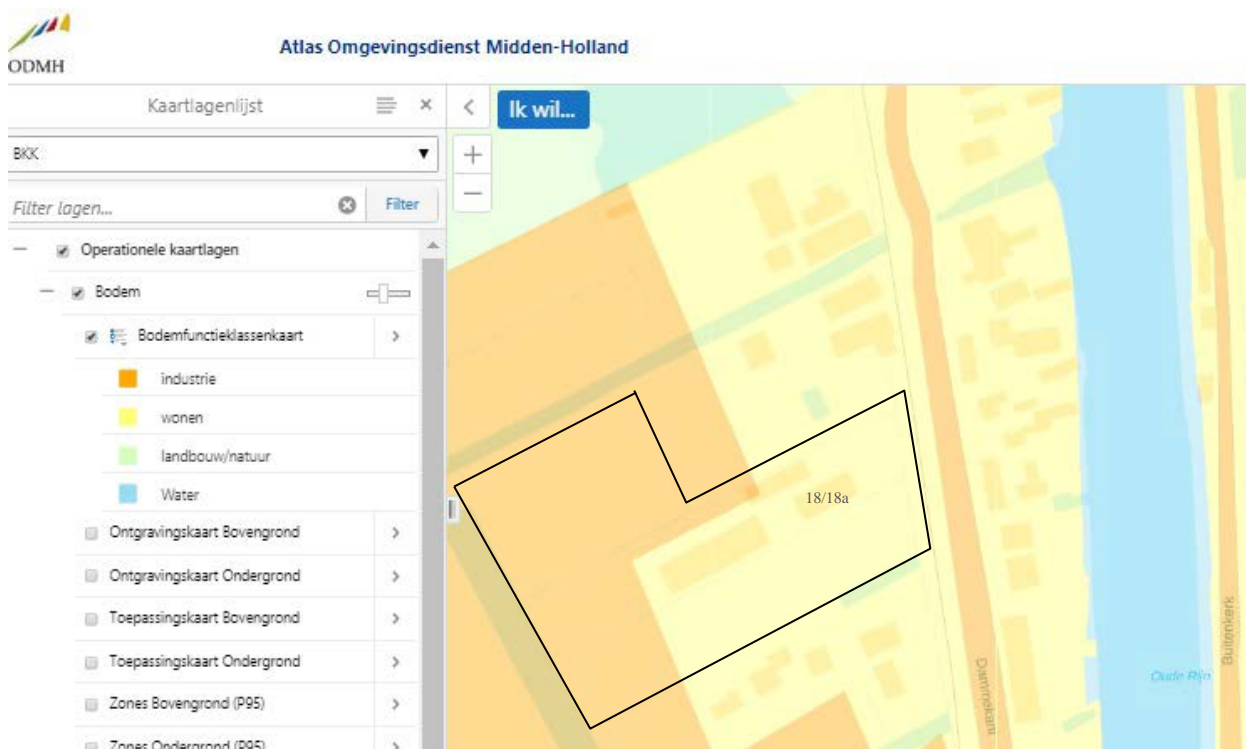 ODMH
Atlas Omgevingsdienst Midden-Holland
Kaartlagenlijst
BKK
Filter lagen...
Filter
Operationele kaartlagen
Bodem
Bodemfunctieklassenkaart
industrie
wonen
landbouw/natuur
Water
Ontgravingskaart Bovengrond
Ontgravingskaart Ondergrond
Toepassingskaart Bovengrond
Toepassingskaart Ondergrond
Zones Bovengrond (P95)
Zones Ondergrond (P95)
Ik wil...
18/18a
Dammekant
Oude Rijn
Buitenkerk